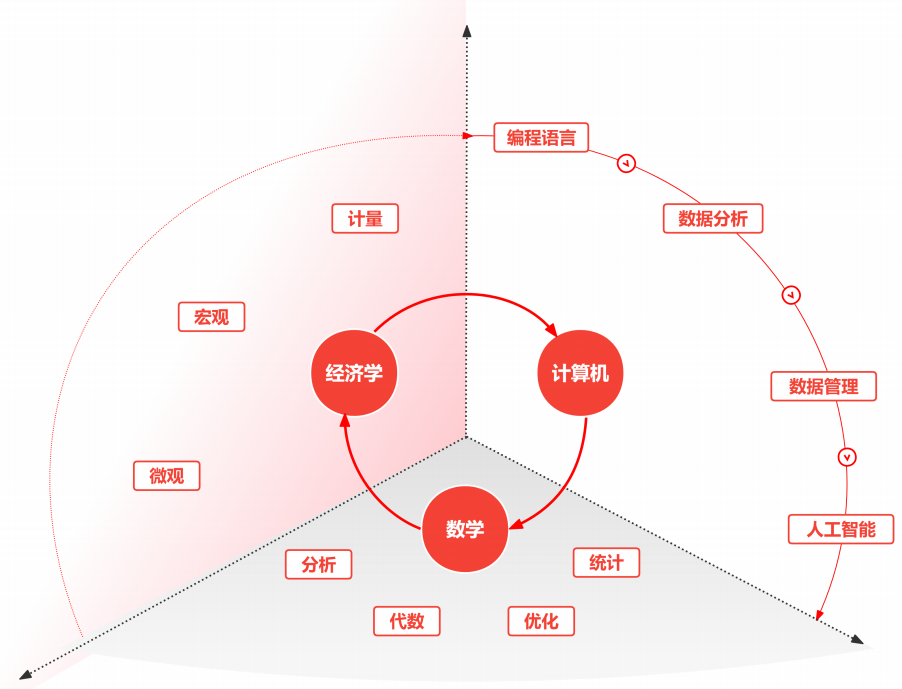 编程语言
计量
数据分析
宏观
经济学
计算机
数据管理
微观
数学
人工智能
分析
统计
代数
优化